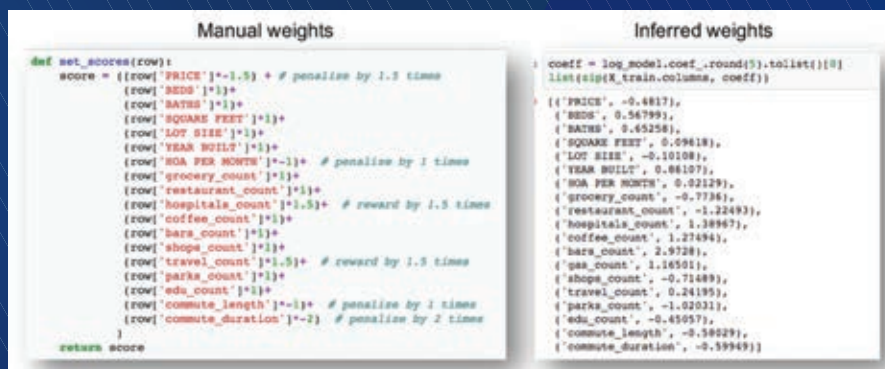 Manual weights
def set_scores(row):
score = ((row['PRICE']*-1.5) + # penalize by 1.5 times
(row['BEDS']*1)+
(row['BATHS']*1)+
(row['SQUARE FEET']*1)+
(row['LOT SIZE']*1)+
(row['YEAR BUILT']*1)+
(row['HOA PER MONTH']*-1)+ # penalize by 1 times
(row['grocery_count']*1)+
(row['restaurant_count']*1)+
(row['hospitals_count']*1.5)+ # reward by 1.5 times
(row['coffee_count']*1)+
(row['bars_count']*1)+
(row['shops_count']*1)+
(row['travel_count']*1.5)+ # reward by 1.5 times
(row['parks_count']*1)+
(row['edu_count']*1)+
(row['commute_length']*-1)+ # penalize by 1 times
(row['commute_duration']*-2) # penalize by 2 times
)
return score
Inferred weights
coeff = log_model.coef_.round(5).tolist()[0]
list(zip(X_train.columns, coeff))
[('PRICE', -0.4817),
('BEDS', 0.56799),
('BATHS', 0.65258),
('SQUARE FEET', 0.09618),
('LOT SIZE', -0.10108),
('YEAR BUILT', 0.86107),
('HOA PER MONTH', 0.02129),
('grocery_count', -0.7736),
('restaurant_count', -1.22493),
('hospitals_count', 1.38967),
('coffee_count', 1.27494),
('bars_count', 2.9728),
('gas_count', 1.16501),
('shops_count', -0.71489),
('travel_count', 0.24195),
('parks_count', -1.02031),
('edu_count', -0.45057),
('commute_length', -0.58029),
('commute_duration', -0.59949)]